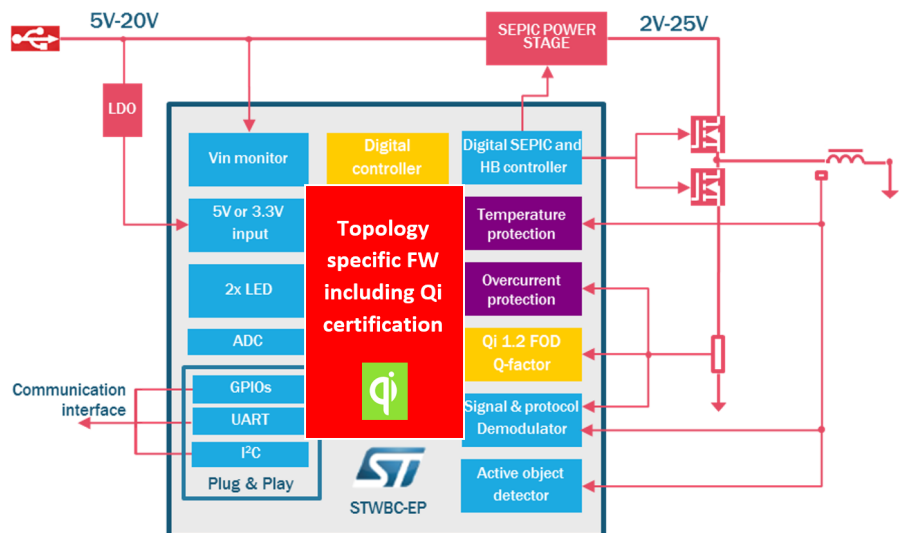 5V-20V
SEPIC POWER
STAGE
2V-25V
LDO
Vin monitor
Digital
controller
Digital SEPIC and
HB controller
5V or 3.3V
input
Topology
specific FW
including Qi
certification
qi
Temperature
protection
2x LED
Overcurrent
protection
ADC
Qi 1.2 FOD
Q-factor
Communication
interface
GPIOs
UART
I²C
Plug & Play
Signal & protocol
Demodulator
ST
STWBC-EP
Active object
detector